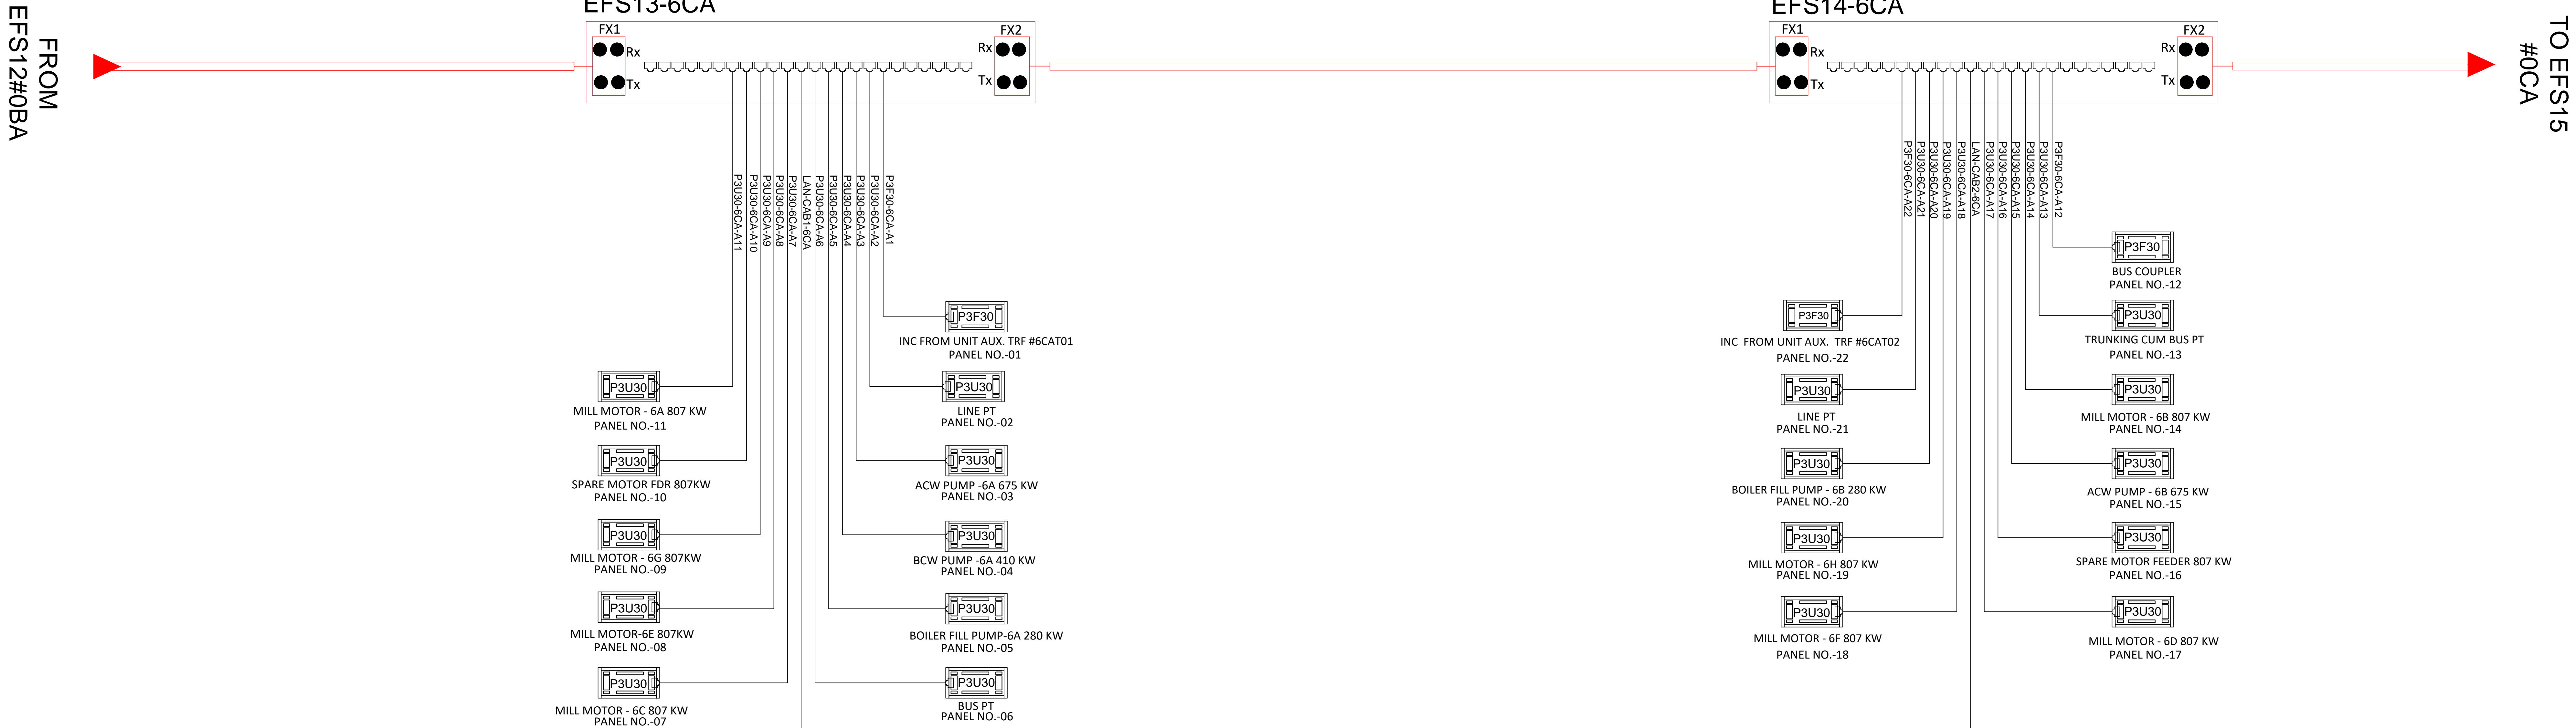 FROM
EFS12#0BA
EFS13-6CA
FX1
Rx
Tx
FX2
Rx
Tx
P3U30-6CA-A11
P3U30-6CA-A10
P3U30-6CA-A9
P3U30-6CA-A8
P3U30-6CA-A7
LAN-CAB1-6CA
P3U30-6CA-A6
P3U30-6CA-A5
P3U30-6CA-A4
P3U30-6CA-A3
P3U30-6CA-A2
P3F30-6CA-A1
P3U30
MILL MOTOR - 6A 807 KW
PANEL NO.-11
P3U30
SPARE MOTOR FDR 807KW
PANEL NO.-10
P3U30
MILL MOTOR - 6G 807KW
PANEL NO.-09
P3U30
MILL MOTOR-6E 807KW
PANEL NO.-08
P3U30
MILL MOTOR - 6C 807 KW
PANEL NO.-07
P3F30
INC FROM UNIT AUX. TRF #6CAT01
PANEL NO.-01
P3U30
LINE PT
PANEL NO.-02
P3U30
ACW PUMP -6A 675 KW
PANEL NO.-03
P3U30
BCW PUMP -6A 410 KW
PANEL NO.-04
P3U30
BOILER FILL PUMP-6A 280 KW
PANEL NO.-05
P3U30
BUS PT
PANEL NO.-06
EFS14-6CA
FX1
Rx
Tx
FX2
Rx
Tx
P3F30-6CA-A22
P3U30-6CA-A21
P3U30-6CA-A20
P3U30-6CA-A19
P3U30-6CA-A18
LAN-CAB2-6CA
P3U30-6CA-A17
P3U30-6CA-A16
P3U30-6CA-A15
P3U30-6CA-A14
P3U30-6CA-A13
P3F30-6CA-A12
P3F30
INC FROM UNIT AUX. TRF #6CAT02
PANEL NO.-22
P3U30
LINE PT
PANEL NO.-21
P3U30
BOILER FILL PUMP - 6B 280 KW
PANEL NO.-20
P3U30
MILL MOTOR - 6H 807 KW
PANEL NO.-19
P3U30
MILL MOTOR - 6F 807 KW
PANEL NO.-18
P3F30
BUS COUPLER
PANEL NO.-12
P3U30
TRUNKING CUM BUS PT
PANEL NO.-13
P3U30
MILL MOTOR - 6B 807 KW
PANEL NO.-14
P3U30
ACW PUMP - 6B 675 KW
PANEL NO.-15
P3U30
SPARE MOTOR FEEDER 807 KW
PANEL NO.-16
P3U30
MILL MOTOR - 6D 807 KW
PANEL NO.-17
TO EFS15
#0CA